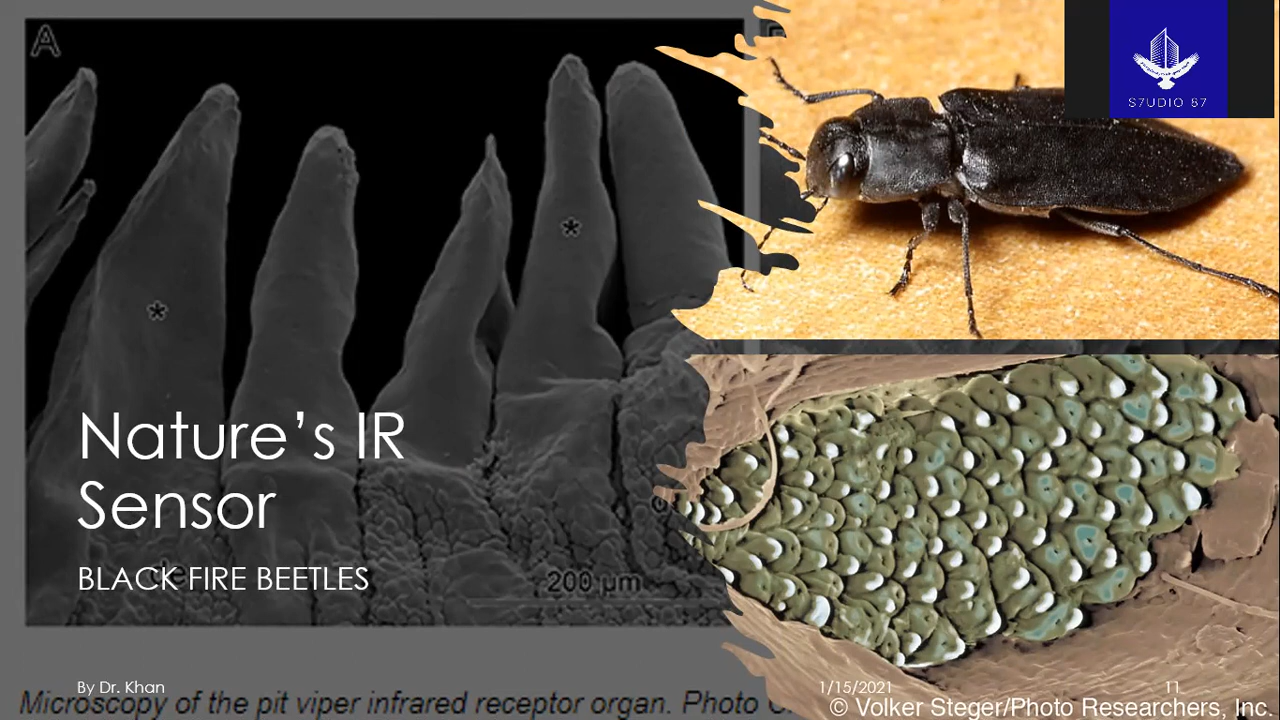 A
S7UDIO 87
*
*
Nature’s IR
Sensor
BLACK FIRE BEETLES
200 µm
By Dr. Khan
1/15/2021
11
Microscopy of the pit viper infrared receptor organ. Photo
© Volker Steger/Photo Researchers, Inc.